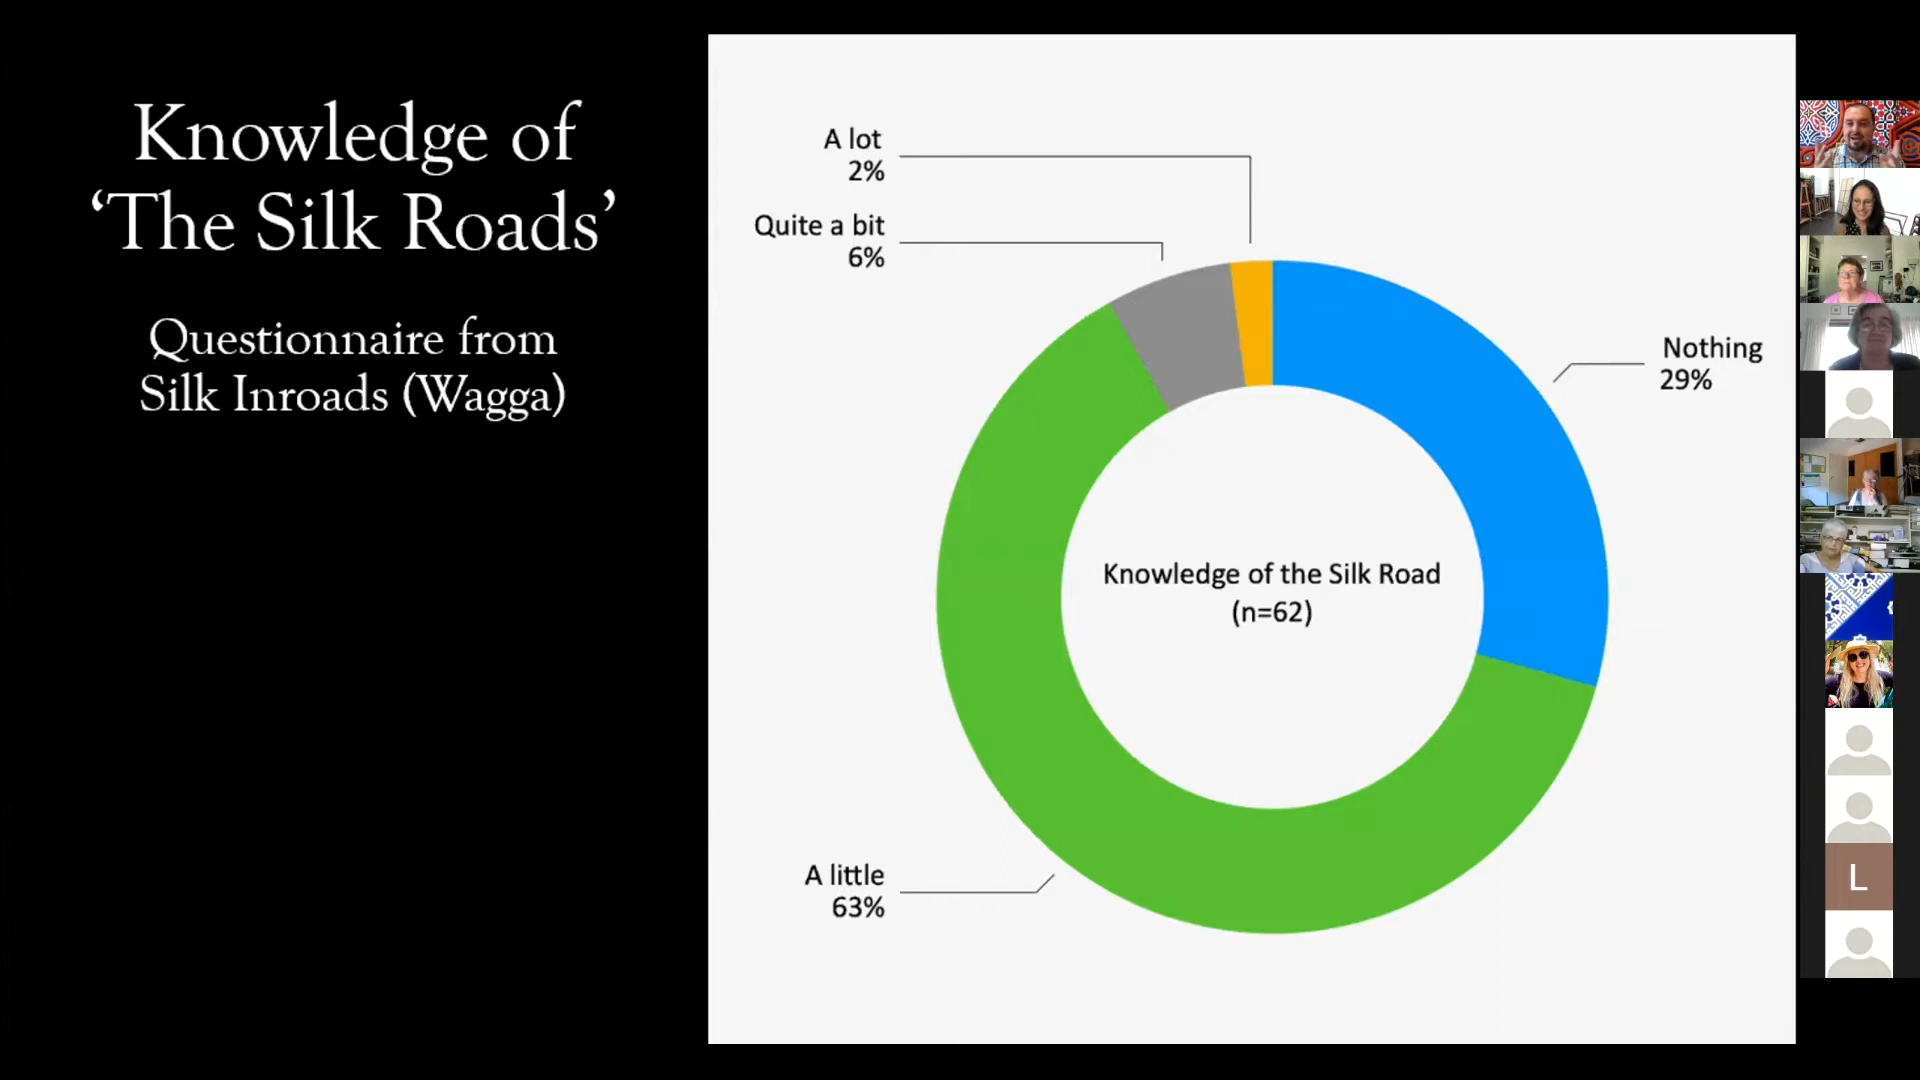 Knowledge of
‘The Silk Roads’
Questionnaire from
Silk Inroads (Wagga)
A lot
2%
Quite a bit
6%
Nothing
29%
Knowledge of the Silk Road
(n=62)
A little
63%
L